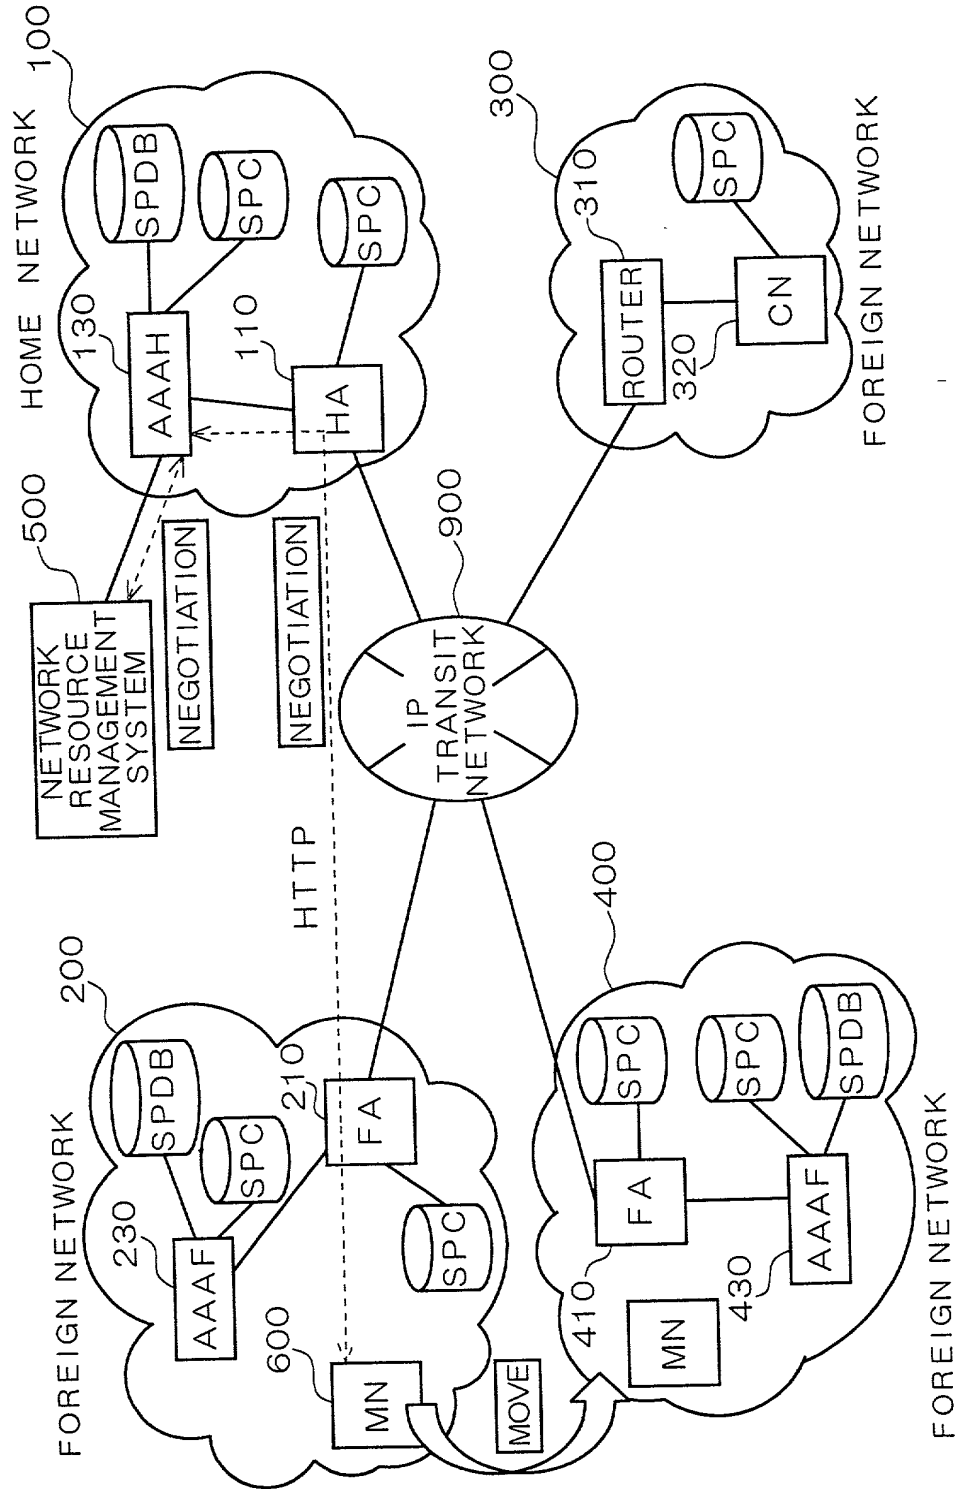 FOREIGN NETWORK
200
SPDB
SPC
230
AAAF
210
FA
SPC
600
MN
HTTP
NETWORK
RESOURCE
MANAGEMENT
SYSTEM
500
NEGOTIATION
NEGOTIATION
HOME NETWORK
100
SPDB
SPC
130
AAAH
110
HA
SPC
IP
TRANSIT
NETWORK
900
MOVE
FOREIGN NETWORK
400
SPC
FA
410
SPC
SPDB
AAAF
430
MN
FOREIGN NETWORK
300
310
ROUTER
320
CN
SPC